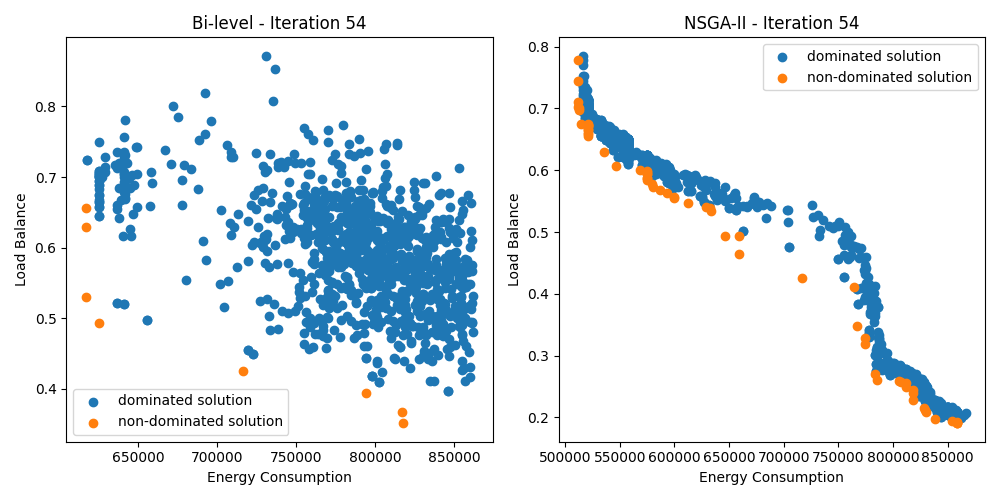 Bi-level - Iteration 54
Load Balance
0.8
0.7
0.6
0.5
0.4
dominated solution
non-dominated solution
650000 700000 750000 800000 850000
Energy Consumption
NSGA-II - Iteration 54
Load Balance
0.8
0.7
0.6
0.5
0.4
0.3
0.2
dominated solution
non-dominated solution
500000 550000 600000 650000 700000 750000 800000 850000
Energy Consumption